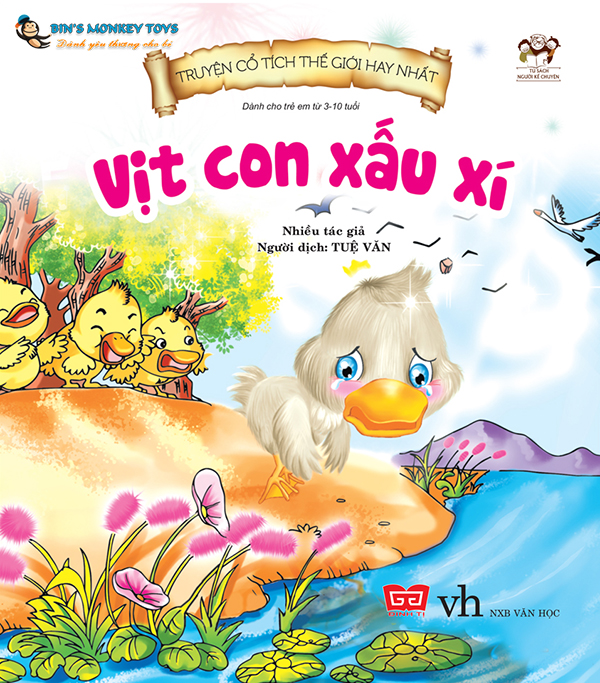 BIN'S MONKEY TOYS
Dành yêu thương cho bé
TRUYỆN CỔ TÍCH THẾ GIỚI HAY NHẤT
TỦ SÁCH
NGƯỜI KỂ CHUYỆN
Dành cho trẻ em từ 3-10 tuổi
Vịt con xấu xí
Nhiều tác giả
Người dịch: TUỆ VĂN
ĐINH TỊ
vh NXB VĂN HỌC